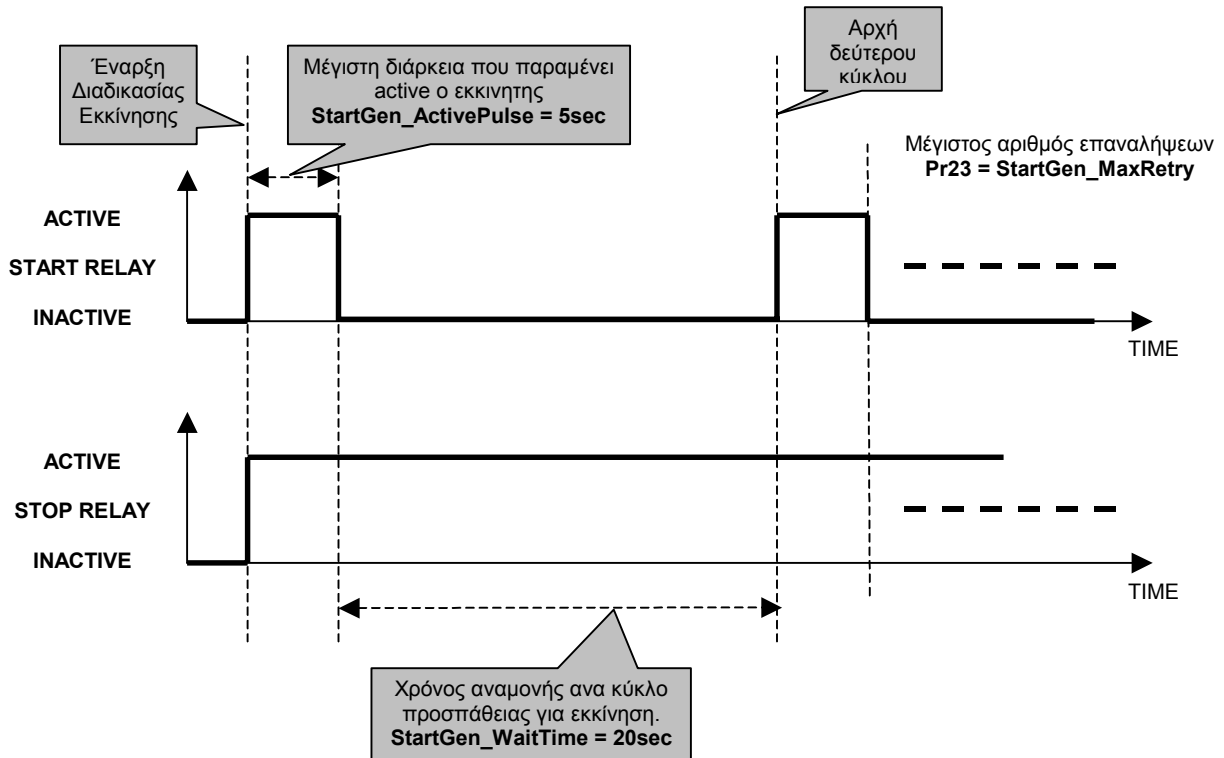 Έναρξη
Διαδικασίας
Εκκίνησης
Μέγιστη διάρκεια που παραμένει
active ο εκκινητης
StartGen_ActivePulse = 5sec
Αρχή
δεύτερου
κύκλου
Μέγιστος αριθμός επαναλήψεων
Pr23 = StartGen_MaxRetry
ACTIVE
START RELAY
INACTIVE
TIME
ACTIVE
STOP RELAY
INACTIVE
TIME
Χρόνος αναμονής ανα κύκλο
προσπάθειας για εκκίνηση.
StartGen_WaitTime = 20sec